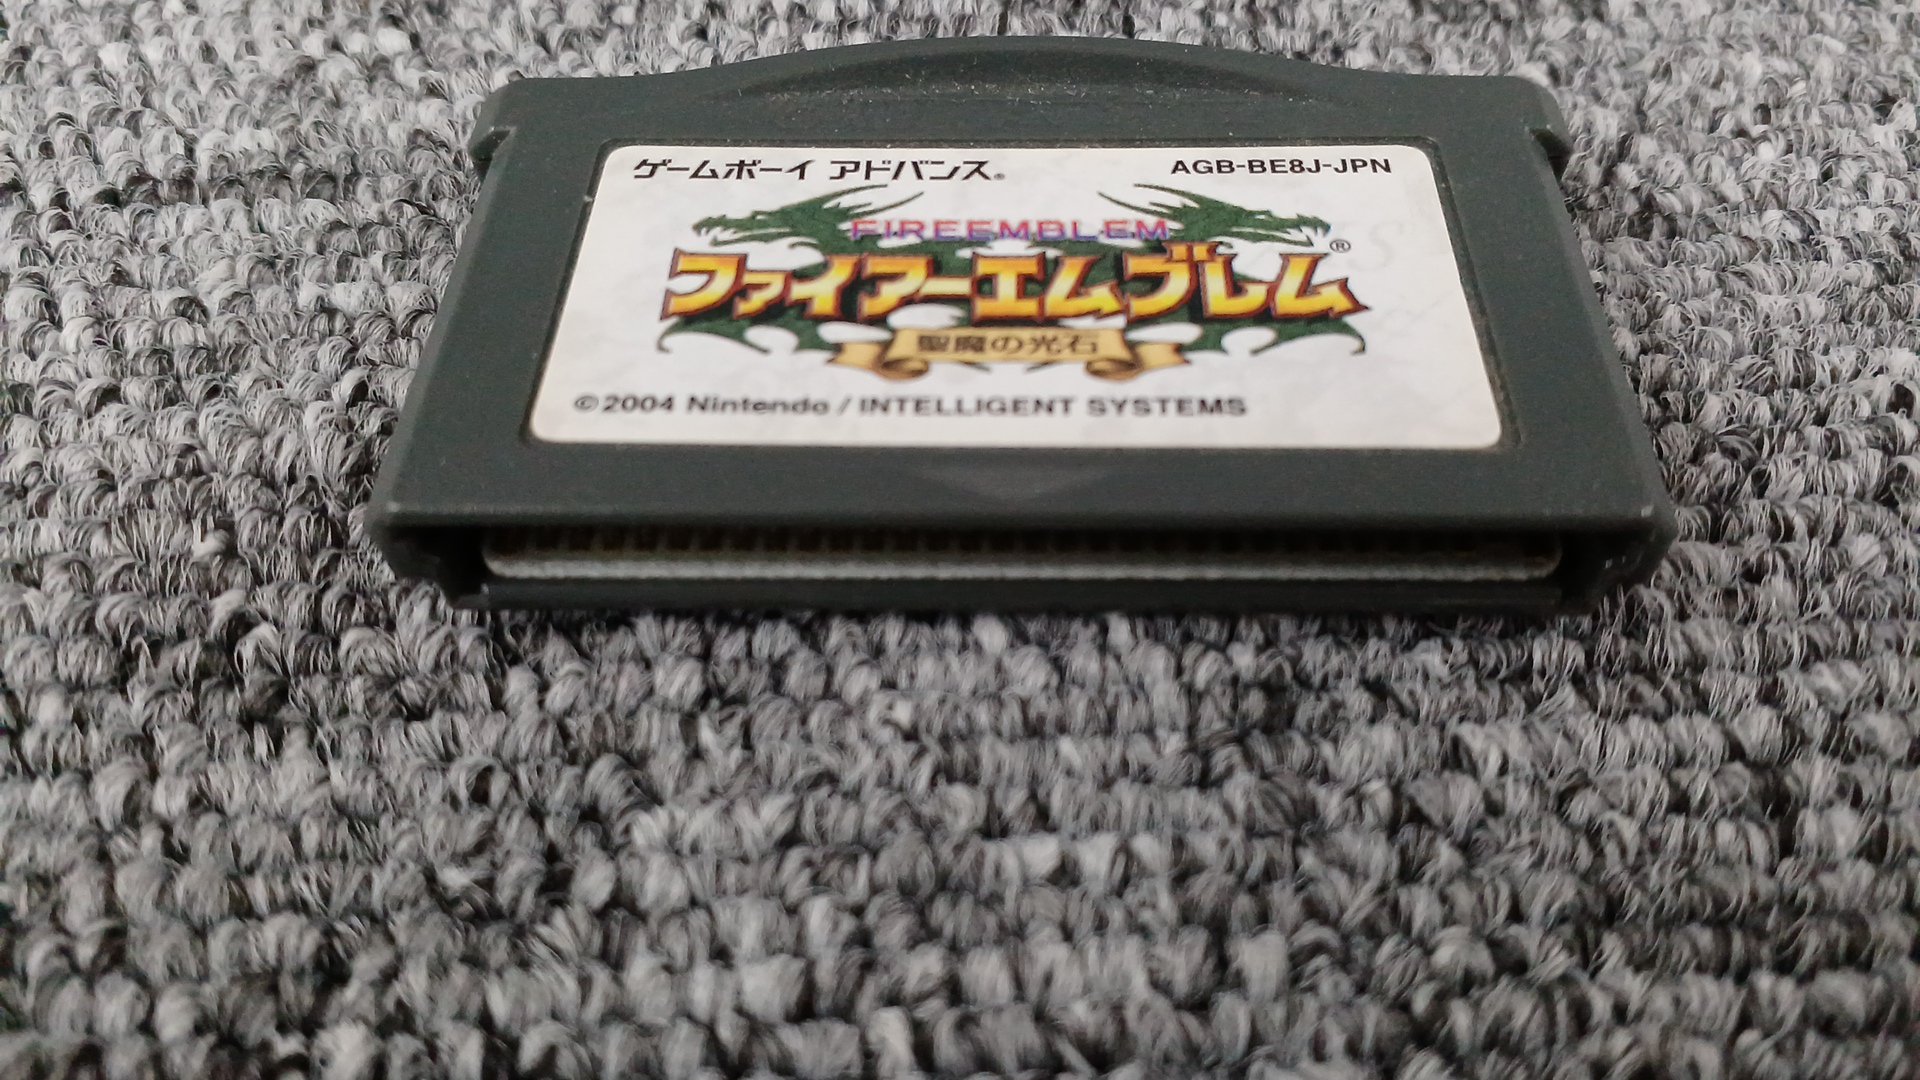 ゲームボーイ アドバンス®
AGB-BE8J-JPN
FIREEMBLEM
ファイアーエムブレム®
聖魔の光石
©2004 Nintendo / INTELLIGENT SYSTEMS